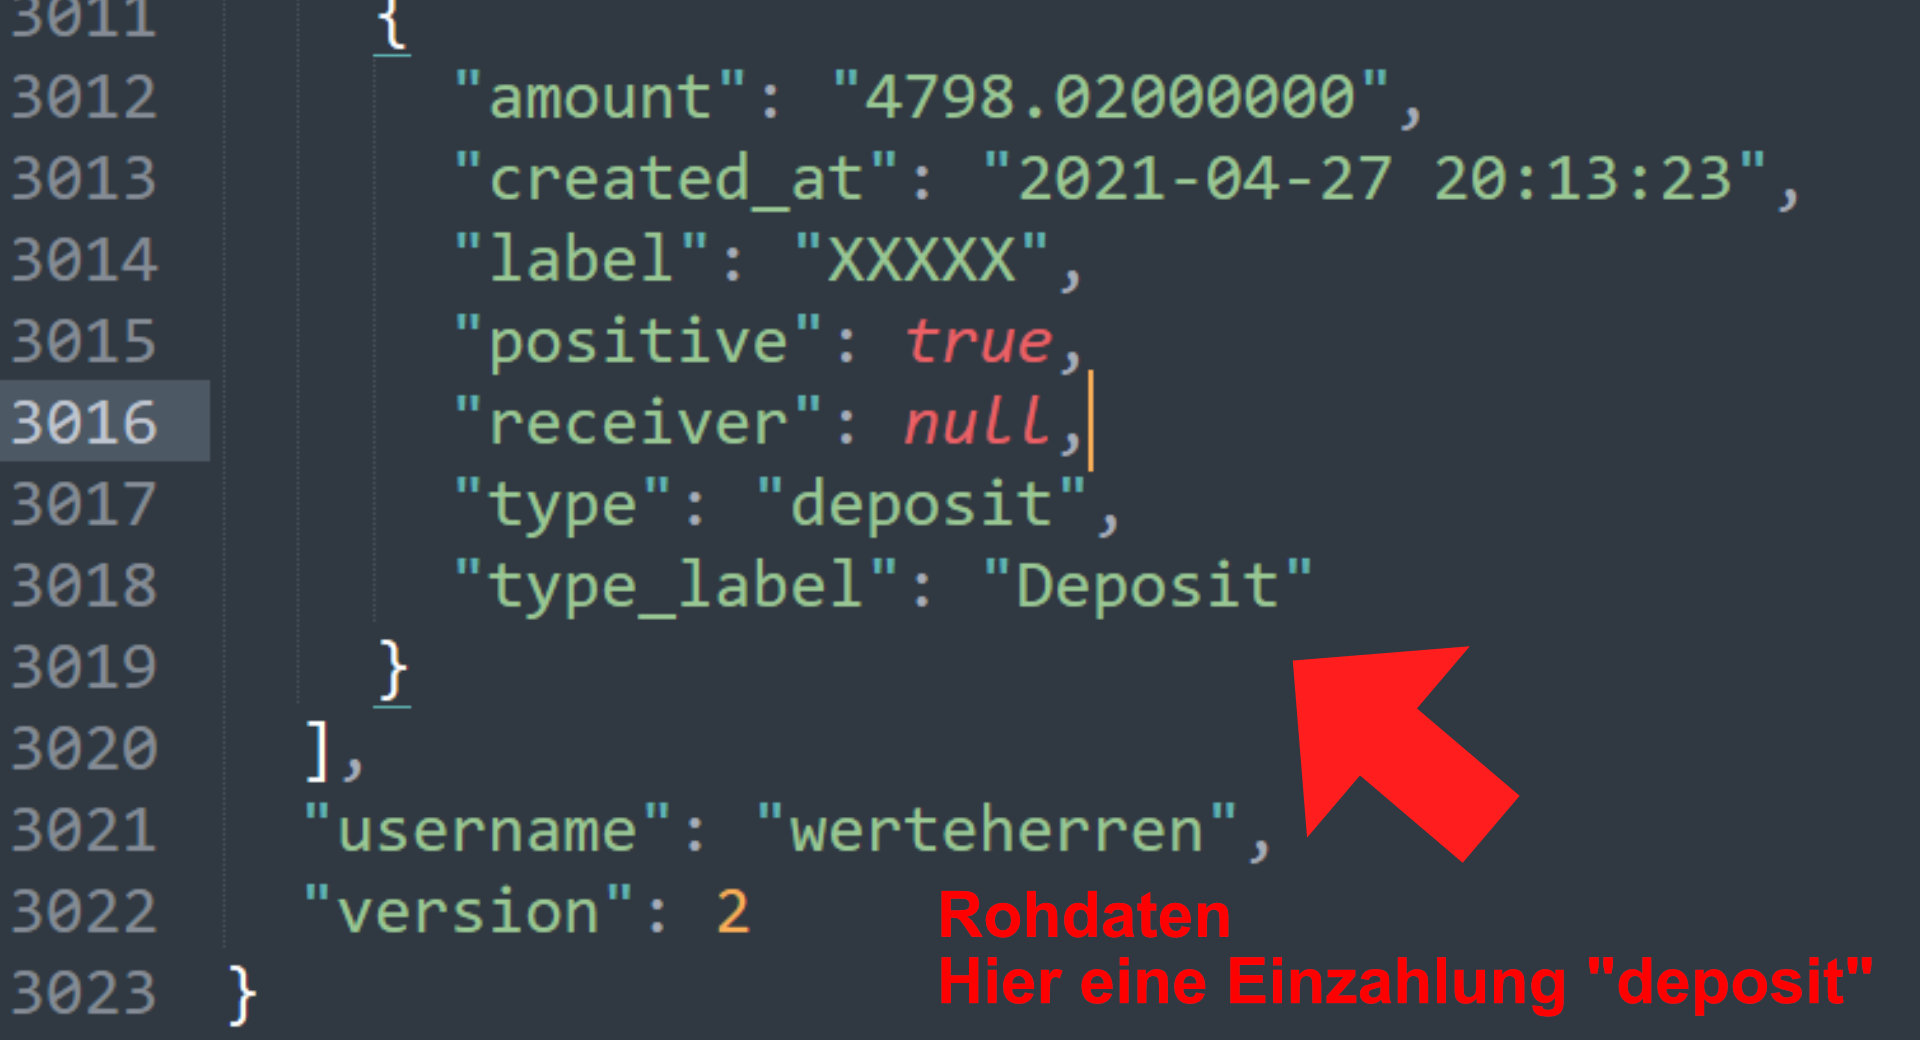 3011 {
3012 "amount": "4798.02000000",
3013 "created_at": "2021-04-27 20:13:23",
3014 "label": "XXXXX",
3015 "positive": true,
3016 "receiver": null,
3017 "type": "deposit",
3018 "type_label": "Deposit"
3019 }
3020 ],
3021 "username": "werteherren",
3022 "version": 2
3023 }
Rohdaten
Hier eine Einzahlung "deposit"